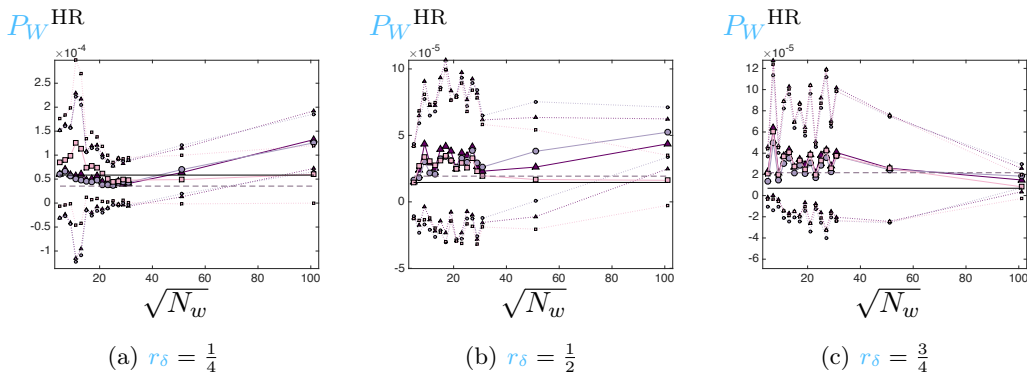 P_W^HR P_W^HR P_W^HR
×10^-4 ×10^-5 ×10^-5
2.5
2
1.5
1
0.5
0
-0.5
-1
20 40 60 80 100
√N_w
10
5
0
-5
0 20 40 60 80 100
√N_w
12
10
8
6
4
2
0
-2
-4
-6
20 40 60 80 100
√N_w
(a) r_δ = 1/4 (b) r_δ = 1/2 (c) r_δ = 3/4